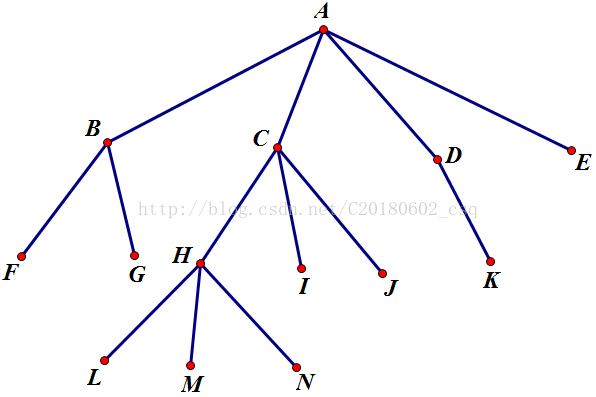 A
B
C
D
E
http://blog.csdn.net/C20180602_csq
F
G
H
I
J
K
L
M
N